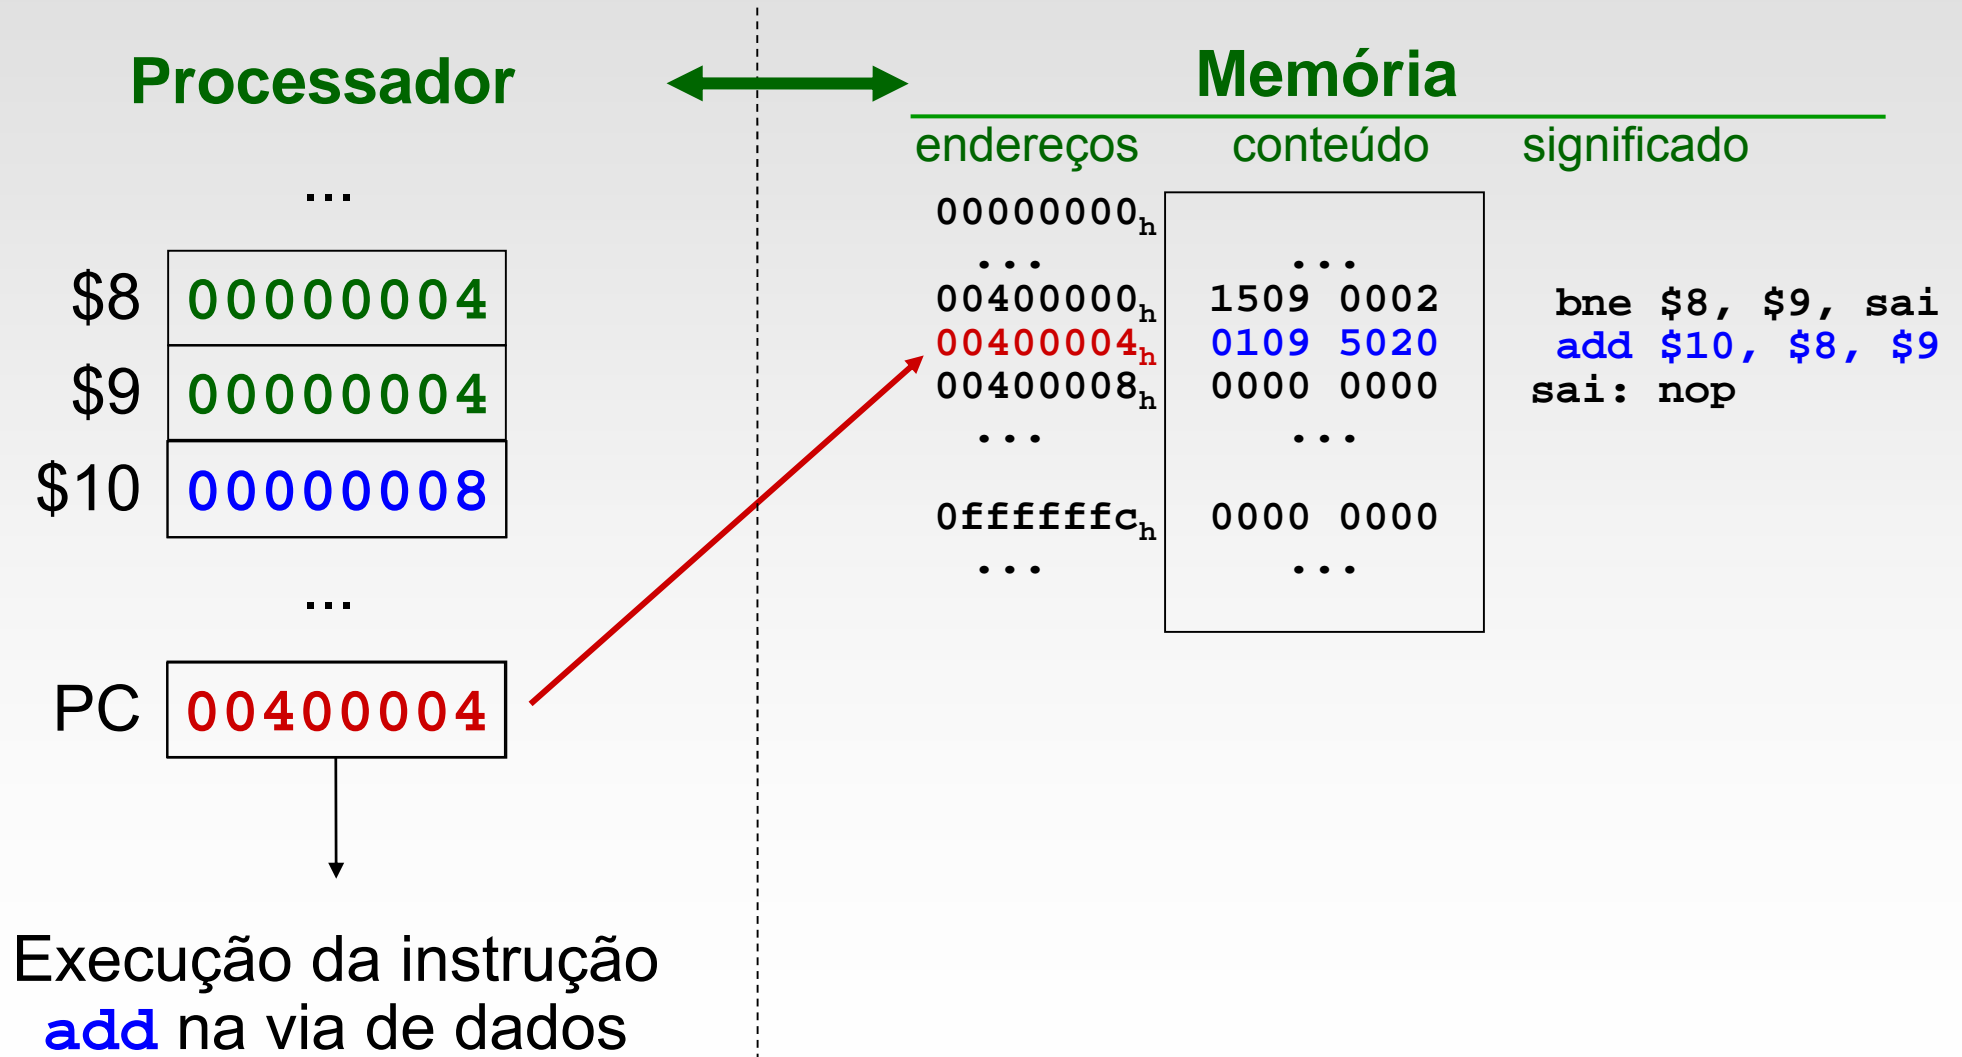 Processador
...
$8 00000004
$9 00000004
$10 00000008
...
PC 00400004
Execução da instrução
add na via de dados
Memória
endereços conteúdo significado
00000000h
... ...
00400000h 1509 0002 bne $8, $9, sai
00400004h 0109 5020 add $10, $8, $9
00400008h 0000 0000 sai: nop
... ...
0ffffffch 0000 0000
... ...